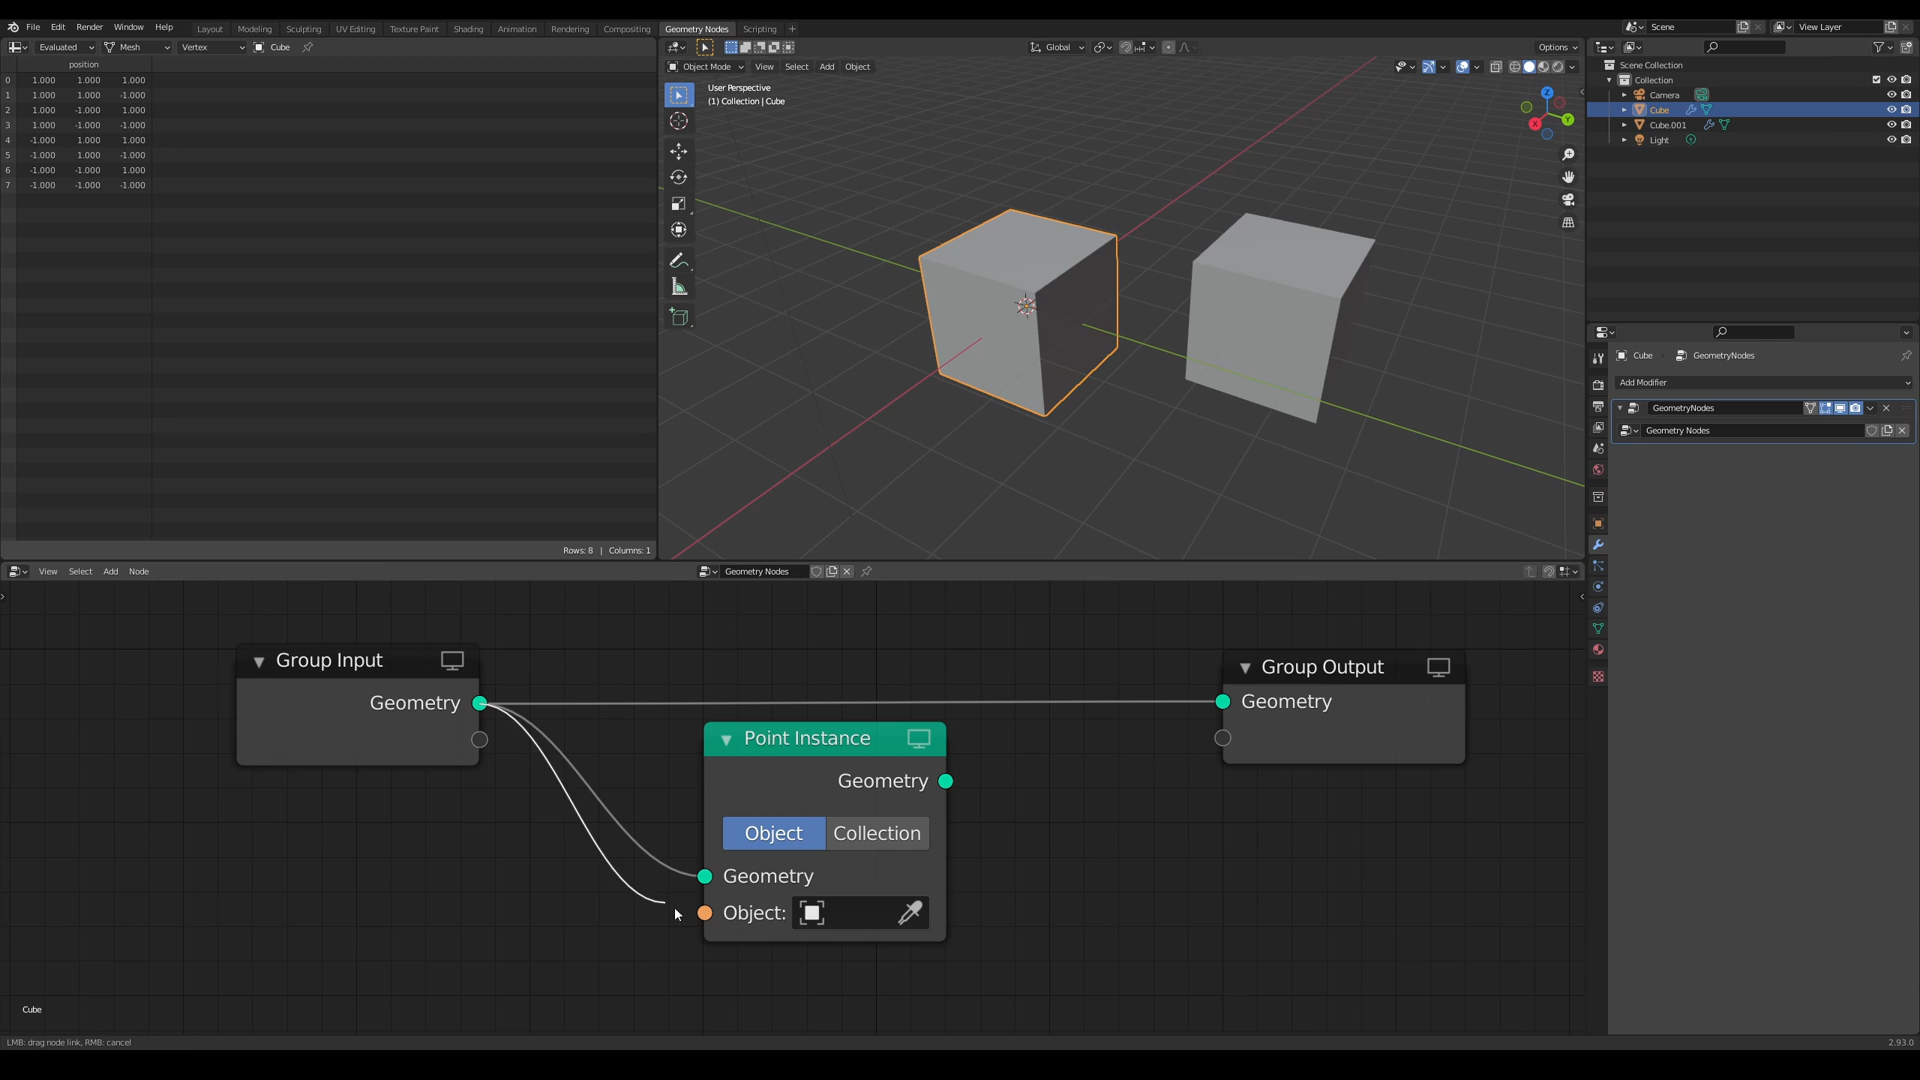 File Edit Render Window Help Layout Modeling Sculpting UV Editing Texture Paint Shading Animation Rendering Compositing Geometry Nodes Scripting + Scene View Layer
Evaluated Mesh Vertex Cube
position
0 1.000 1.000 1.000
1 1.000 1.000 -1.000
2 1.000 -1.000 1.000
3 1.000 -1.000 -1.000
4 -1.000 1.000 1.000
5 -1.000 1.000 -1.000
6 -1.000 -1.000 1.000
7 -1.000 -1.000 -1.000
Rows: 8 | Columns: 1
Global Options
Object Mode View Select Add Object
User Perspective
(1) Collection | Cube
Z
Y
X
Scene Collection
Collection
Camera
Cube
Cube.001
Light
Cube GeometryNodes
Add Modifier
GeometryNodes
Geometry Nodes
View Select Add Node Geometry Nodes
Group Input
Geometry
Point Instance
Geometry
Object Collection
Geometry
Object:
Group Output
Geometry
Cube
LMB: drag node link, RMB: cancel
2.93.0